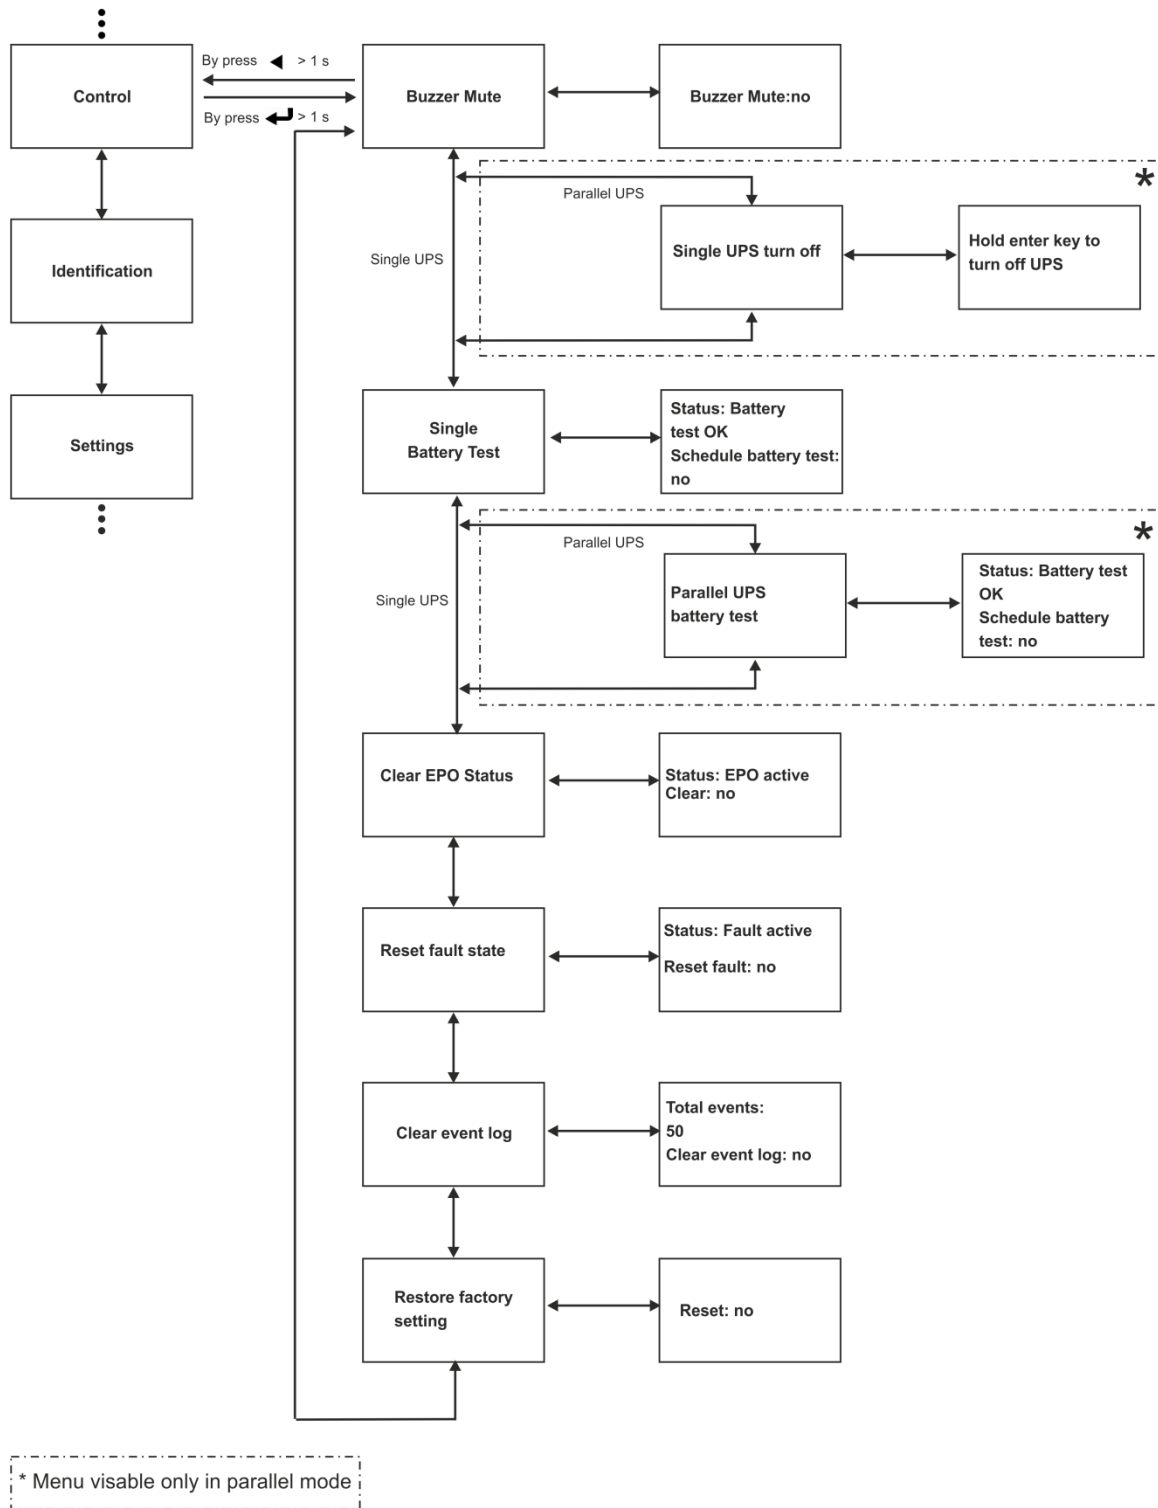 By press > 1 s
Control
Buzzer Mute
Buzzer Mute:no
By press > 1 s
*
Parallel UPS
Single UPS turn off
Hold enter key to
turn off UPS
Identification
Single UPS
Settings
Single
Battery Test
Status: Battery
test OK
Schedule battery test:
no
*
Parallel UPS
Single UPS
Parallel UPS
battery test
Status: Battery test
OK
Schedule battery
test: no
Clear EPO Status
Status: EPO active
Clear: no
Reset fault state
Status: Fault active
Reset fault: no
Clear event log
Total events:
50
Clear event log: no
Restore factory
setting
Reset: no
* Menu visable only in parallel mode